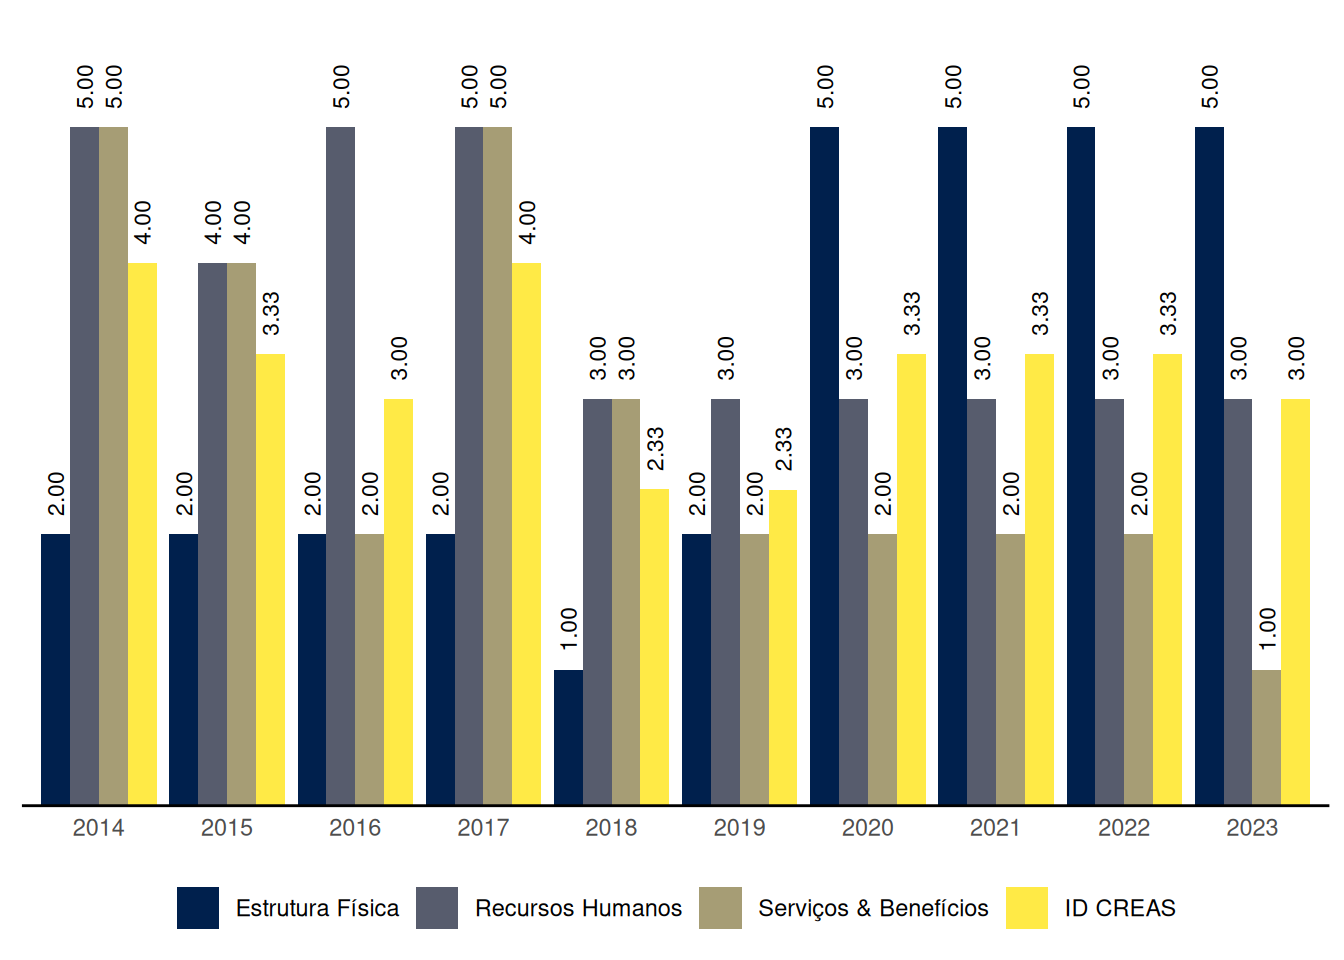 5.00 5.00 5.00 5.00 5.00 5.00 5.00 5.00 5.00
4.00 4.00 4.00 4.00
3.33 3.33 3.33 3.33
3.00 3.00 3.00 3.00 3.00 3.00 3.00 3.00 3.00
2.33 2.33
2.00 2.00 2.00 2.00 2.00 2.00 2.00 2.00 2.00 2.00
1.00 1.00
2014 2015 2016 2017 2018 2019 2020 2021 2022 2023
Estrutura Física Recursos Humanos Serviços & Benefícios ID CREAS